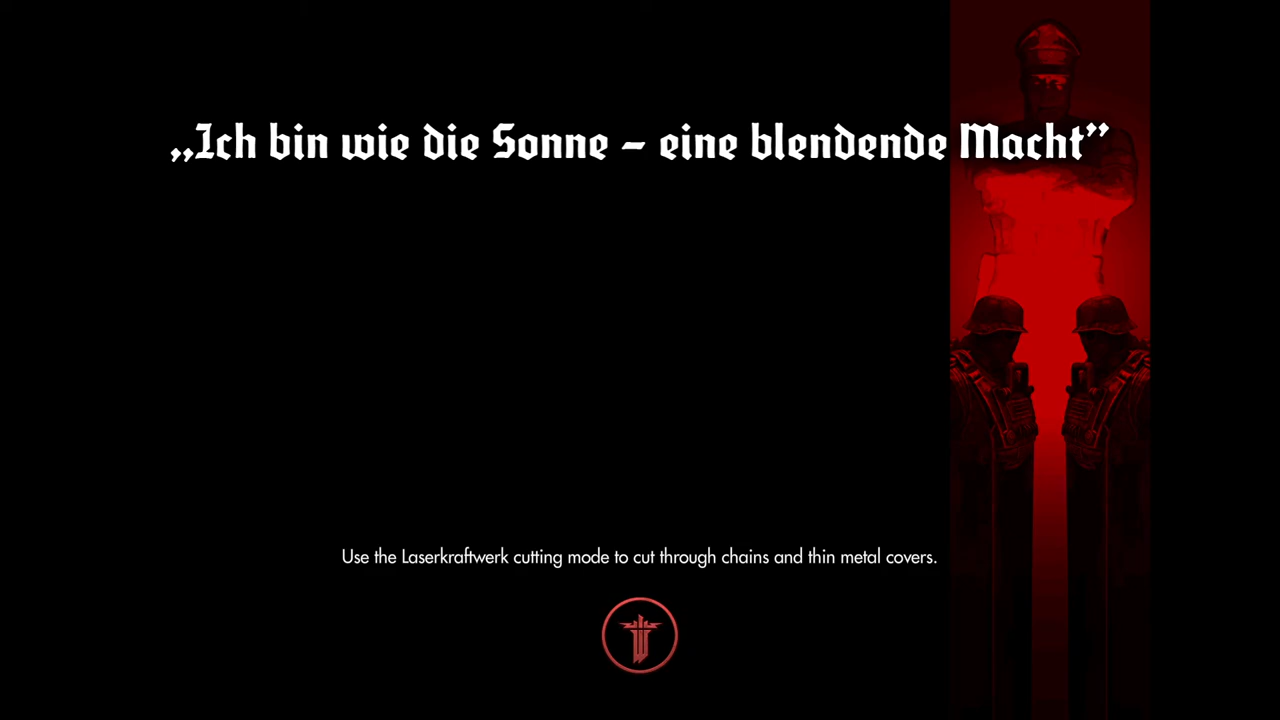 „Ich bin wie die Sonne – eine blendende Macht”
Use the Laserkraftwerk cutting mode to cut through chains and thin metal covers.